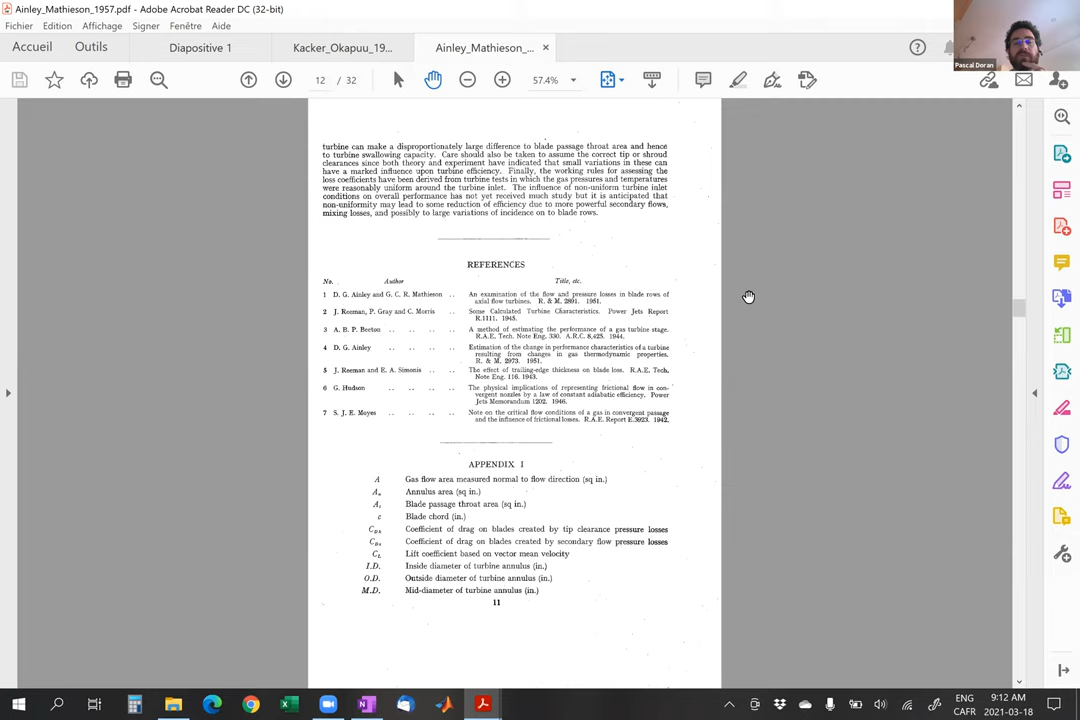 Ainley_Mathieson_1957.pdf - Adobe Acrobat Reader DC (32-bit)
Fichier Edition Affichage Signer Fenêtre Aide
Accueil Outils Diapositive 1 Kacker_Okapuu_19... Ainley_Mathieson_... ×
12 / 32 57.4%
Pascal Doran
turbine can make a disproportionately large difference to blade passage throat area and hence
to turbine swallowing capacity. Care should also be taken to assume the correct tip or shroud
clearances since both theory and experiment have indicated that small variations in these can
have a marked influence upon turbine efficiency. Finally, the working rules for assessing the
loss coefficients have been derived from turbine tests in which the gas pressures and temperatures
were reasonably uniform around the turbine inlet. The influence of non-uniform turbine inlet
conditions on overall performance has not yet received much study but it is anticipated that
non-uniformity may lead to some reduction of efficiency due to more powerful secondary flows,
mixing losses, and possibly to large variations of incidence on to blade rows.
REFERENCES
No. Author Title, etc.
1 D. G. Ainley and G. C. R. Mathieson .. An examination of the flow and pressure losses in blade rows of
axial flow turbines. R. & M. 2891. 1951.
2 J. Reeman, P. Gray and C. Morris .. Some Calculated Turbine Characteristics. Power Jets Report
R.1111. 1945.
3 A. B. P. Beeton .. .. .. .. A method of estimating the performance of a gas turbine stage.
R.A.E. Tech. Note Eng. 330. A.R.C. 8,425. 1944.
4 D. G. Ainley .. .. .. .. Estimation of the change in performance characteristics of a turbine
resulting from changes in gas thermodynamic properties.
R. & M. 2973. 1951.
5 J. Reeman and E. A. Simonis .. .. The effect of trailing-edge thickness on blade loss. R.A.E. Tech.
Note Eng. 116. 1943.
6 G. Hudson .. .. .. .. The physical implications of representing frictional flow in con-
vergent nozzles by a law of constant adiabatic efficiency. Power
Jets Memorandum 1202. 1946.
7 S. J. E. Moyes .. .. .. .. Note on the critical flow conditions of a gas in convergent passage
and the influence of frictional losses. R.A.E. Report E.3923. 1942.
APPENDIX I
A Gas flow area measured normal to flow direction (sq in.)
Annulus area (sq in.)
Blade passage throat area (sq in.)
c Blade chord (in.)
Coefficient of drag on blades created by tip clearance pressure losses
Coefficient of drag on blades created by secondary flow pressure losses
C_L Lift coefficient based on vector mean velocity
I.D. Inside diameter of turbine annulus (in.)
O.D. Outside diameter of turbine annulus (in.)
M.D. Mid-diameter of turbine annulus (in.)
11
ENG 9:12 AM
CAFR 2021-03-18